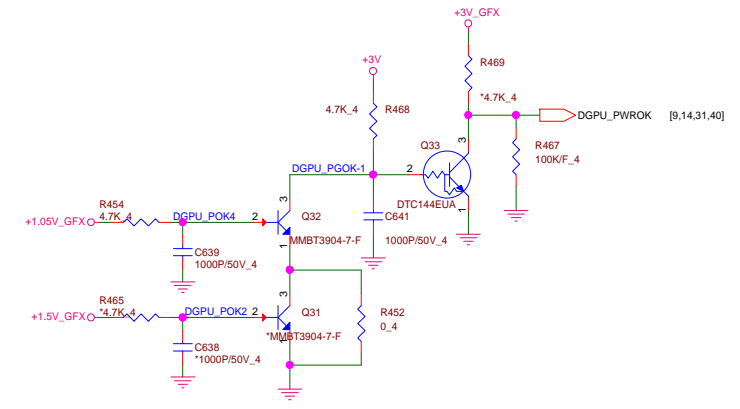 +3V_GFX
+3V
R469
*4.7K_4
4.7K_4 R468
DGPU_PWROK [9,14,31,40]
Q33
3
2
1
R467
100K/F_4
DGPU_PGOK-1
DTC144EUA
R454
4.7K_4
+1.05V_GFX
DGPU_POK4 2
3
Q32
1
MMBT3904-7-F
C641
1000P/50V_4
C639
1000P/50V_4
R465
*4.7K_4
+1.5V_GFX
DGPU_POK2 2
3
Q31
1
*MMBT3904-7-F
R452
0_4
C638
*1000P/50V_4